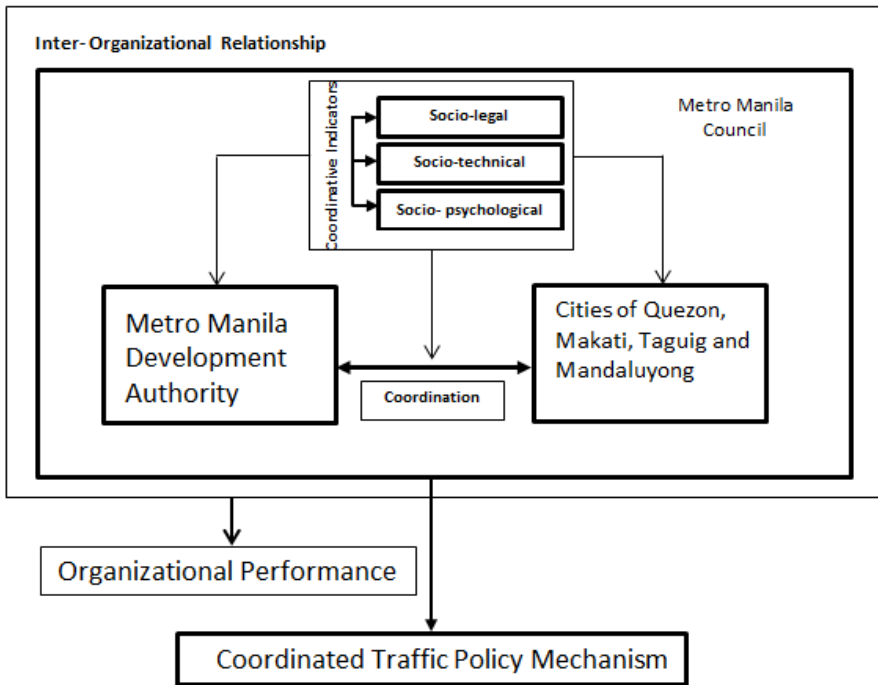 Inter- Organizational Relationship
Coordinative Indicators
Socio-legal
Socio-technical
Socio- psychological
Metro Manila
Council
Metro Manila
Development
Authority
Coordination
Cities of Quezon,
Makati, Taguig and
Mandaluyong
Organizational Performance
Coordinated Traffic Policy Mechanism